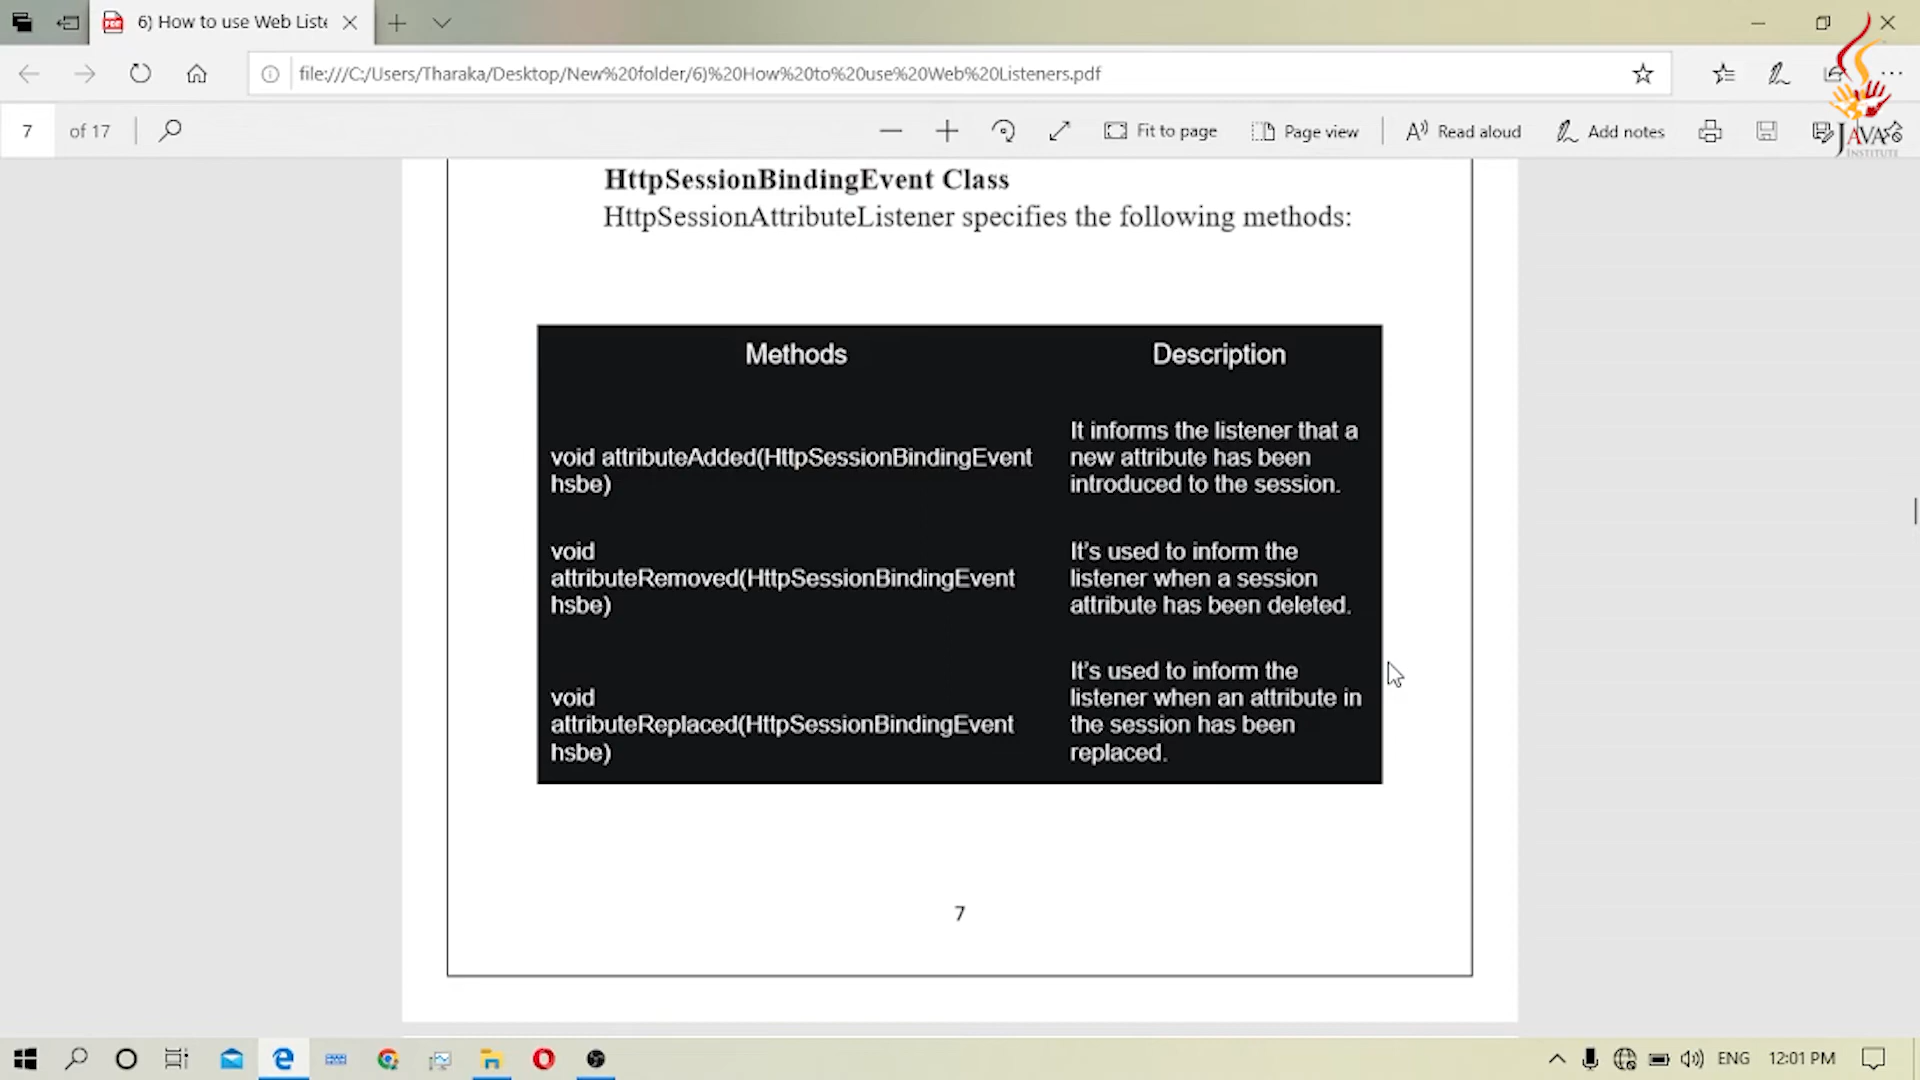 6) How to use Web Liste
file:///C:/Users/Tharaka/Desktop/New%20folder/6)%20How%20to%20use%20Web%20Listeners.pdf
7 of 17 Fit to page Page view Read aloud Add notes
JAVA
INSTITUTE
HttpSessionBindingEvent Class
HttpSessionAttributeListener specifies the following methods:
Methods Description
void attributeAdded(HttpSessionBindingEvent
hsbe)
It informs the listener that a
new attribute has been
introduced to the session.
void
attributeRemoved(HttpSessionBindingEvent
hsbe)
It's used to inform the
listener when a session
attribute has been deleted.
void
attributeReplaced(HttpSessionBindingEvent
hsbe)
It's used to inform the
listener when an attribute in
the session has been
replaced.
7
ENG 12:01 PM